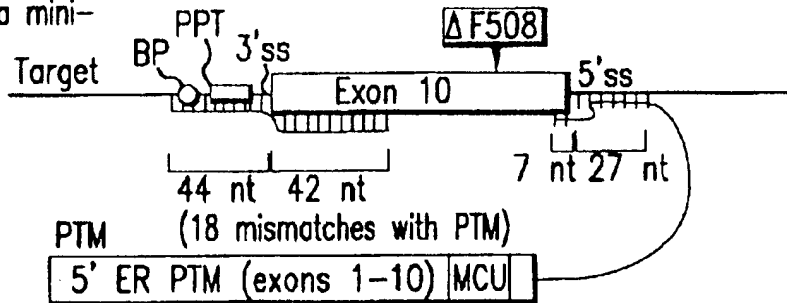 a mini-
PPT
ΔF508
BP
3'ss
Target
5'ss
Exon 10
7 nt
27 nt
44 nt
42 nt
(18 mismatches with PTM)
PTM
5' ER PTM (exons 1-10)
MCU